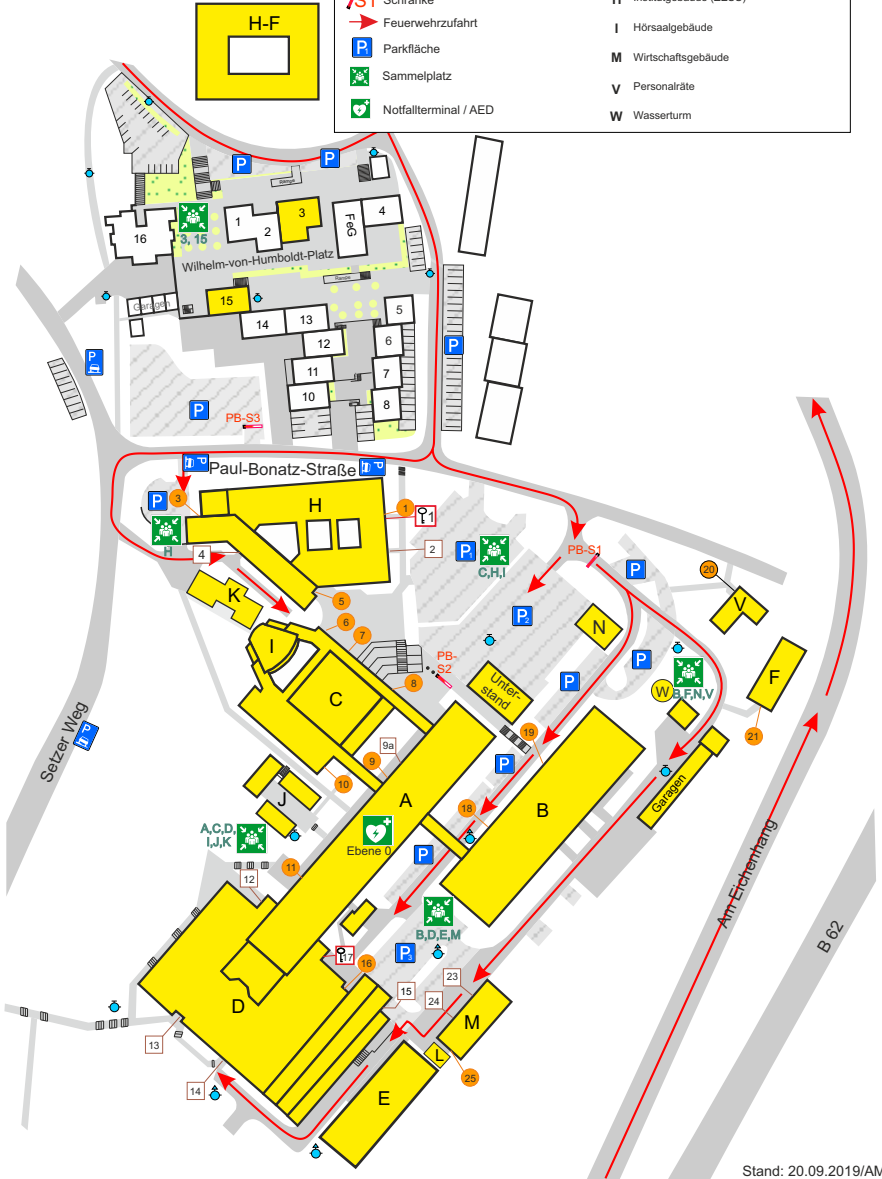 H-F
S1 Schranke
Feuerwehrzufahrt
P1 Parkfläche
Sammelplatz
Notfallterminal / AED
I Hörsaalgebäude
M Wirtschaftsgebäude
V Personalräte
W Wasserturm
P
P
16
3, 15
1
2
3
FeG
4
Wilhelm-von-Humboldt-Platz
Garagen
15
14
13
12
11
10
5
6
7
8
P
P
P
PB-S3
P
Paul-Bonatz-Straße
P
P
3
H
H
1
1
2
4
K
5
6
7
8
I
C
P1
C,H,I
P2
PB-S1
P
20
V
N
P
P
F
21
W
B,F,N,V
PB-
S2
Unter-
stand
19
P
Garagen
Setzer Weg
P
9a
9
10
A
B
J
A,C,D,
I,J,K
Ebene 0
18
P
11
12
B,D,E,M
P3
17
16
15
D
23
24
M
L
25
13
14
E
Am Eichenhang
B 62
Stand: 20.09.2019/AM